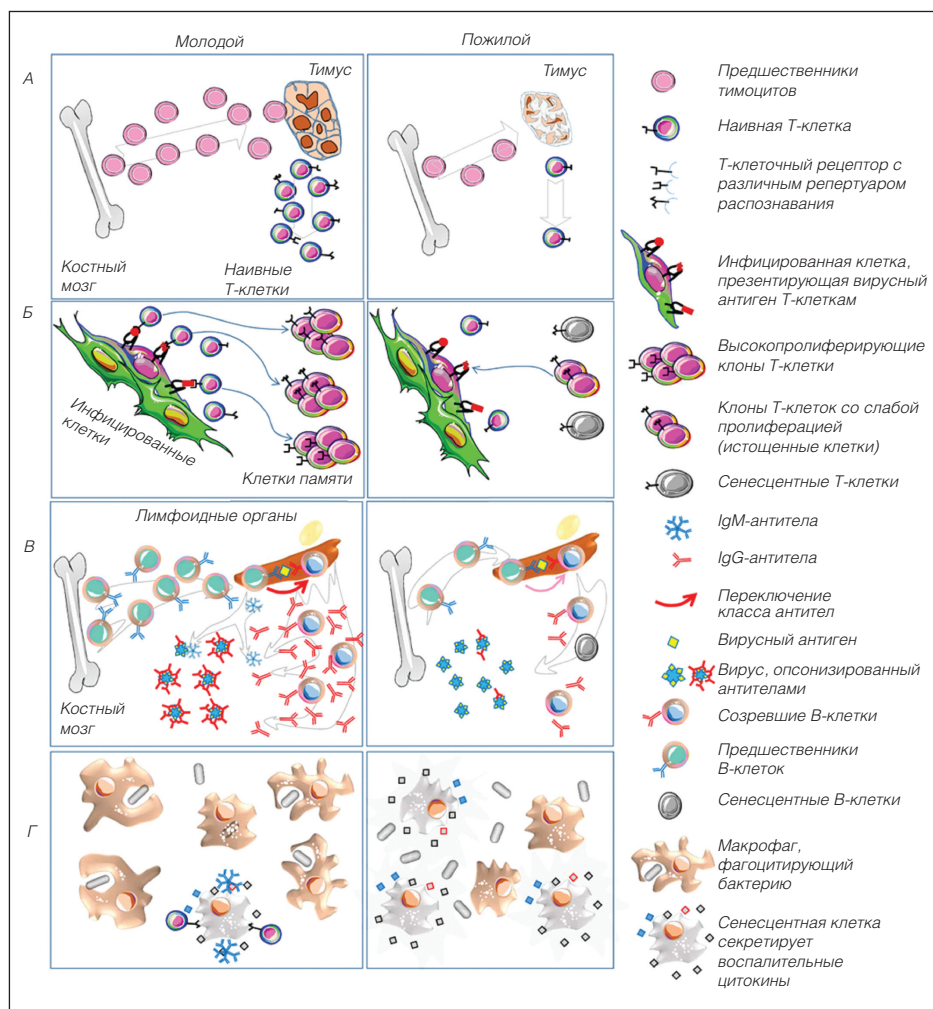 Молодой
Пожилой
А
Тимус
Тимус
Костный
мозг
Наивные
Т-клетки
Б
Инфицированные
клетки
Клетки памяти
В
Лимфоидные органы
Костный
мозг
Г
Предшественники
тимоцитов
Наивная Т-клетка
Т-клеточный рецептор с
различным репертуаром
распознавания
Инфицированная клетка,
презентирующая вирусный
антиген Т-клеткам
Высокопролиферирующие
клоны Т-клетки
Клоны Т-клеток со слабой
пролиферацией
(истощенные клетки)
Сенесцентные Т-клетки
IgM-антитела
IgG-антитела
Переключение
класса антител
Вирусный антиген
Вирус, опсонизированный
антителами
Созревшие В-клетки
Предшественники
В-клеток
Сенесцентные В-клетки
Макрофаг,
фагоцитирующий
бактерию
Сенесцентная клетка
секретирует
воспалительные
цитокины